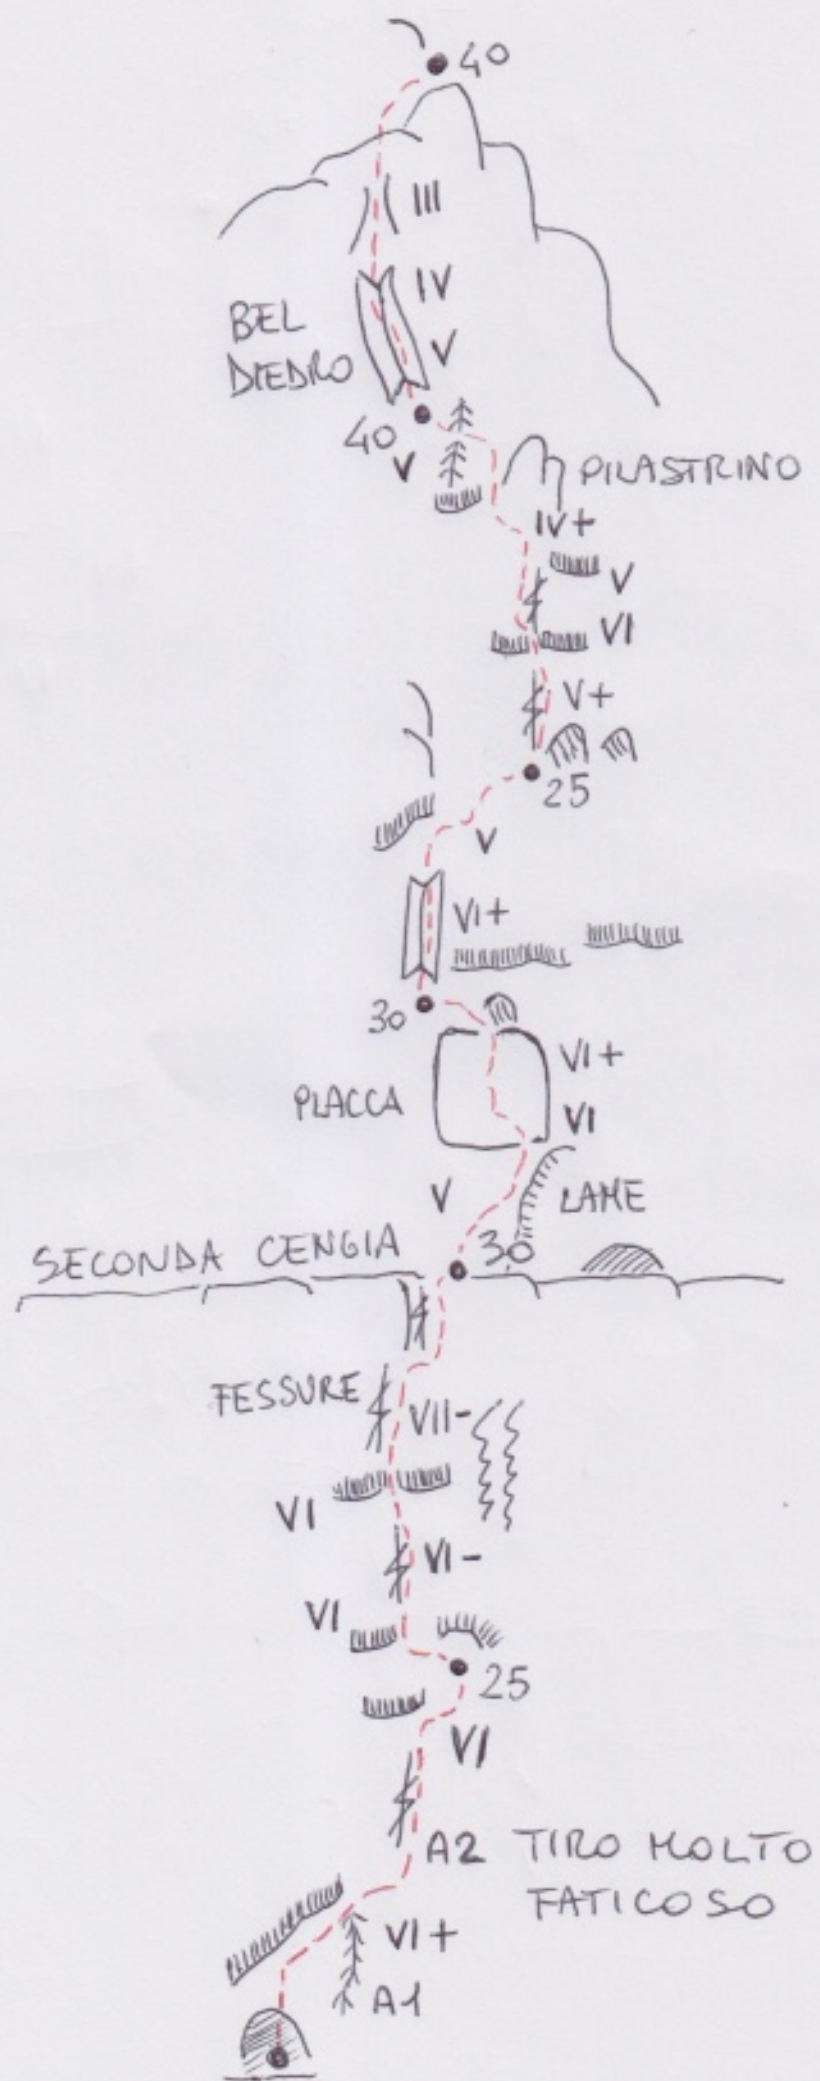 40
III
IV
BEL
DIEDRO
V
40
V
PILASTRINO
IV+
V
VI
V+
25
V
VI+
30
VI+
PLACCA
VI
V
LAME
SECONDA CENGIA
30
FESSURE
VII-
VI
VI-
VI
25
VI
A2 TIRO MOLTO
FATICOSO
VI+
A1